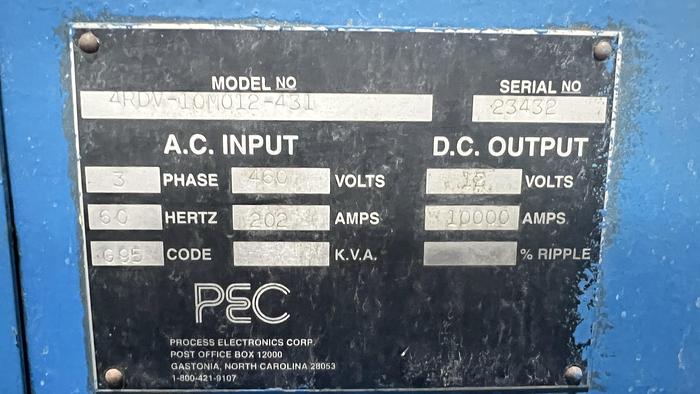 MODEL NO
4RDV-10M012-431
SERIAL NO
23432
A.C. INPUT
3 PHASE 460 VOLTS
60 HERTZ 202 AMPS
G95 CODE K.V.A.
D.C. OUTPUT
12 VOLTS
10000 AMPS
% RIPPLE
PEC
PROCESS ELECTRONICS CORP
POST OFFICE BOX 12000
GASTONIA, NORTH CAROLINA 28053
1-800-421-9107